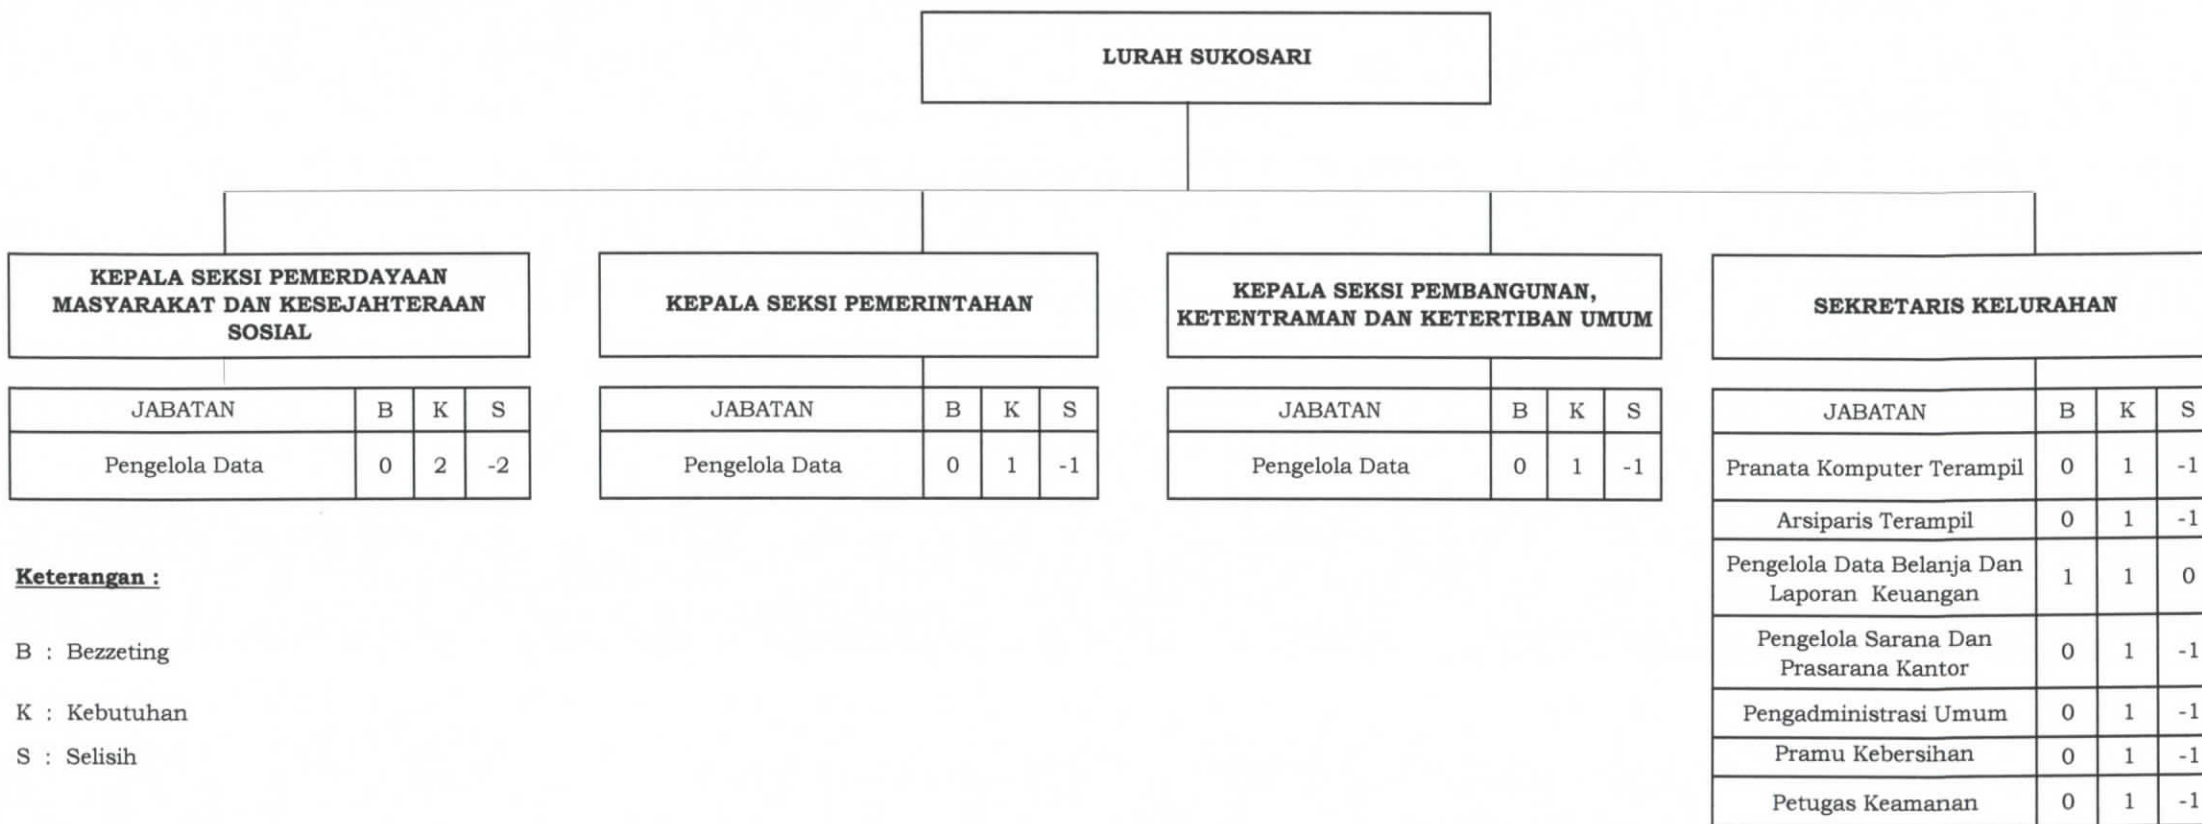 LURAH SUKOSARI
KEPALA SEKSI PEMERDAYAAN
MASYARAKAT DAN KESEJAHTERAAN
SOSIAL
JABATAN B K S
Pengelola Data 0 2 -2
KEPALA SEKSI PEMERINTAHAN
JABATAN B K S
Pengelola Data 0 1 -1
KEPALA SEKSI PEMBANGUNAN,
KETENTRAMAN DAN KETERTIBAN UMUM
JABATAN B K S
Pengelola Data 0 1 -1
SEKRETARIS KELURAHAN
JABATAN B K S
Pranata Komputer Terampil 0 1 -1
Arsiparis Terampil 0 1 -1
Pengelola Data Belanja Dan
Laporan Keuangan 1 1 0
Pengelola Sarana Dan
Prasarana Kantor 0 1 -1
Pengadministrasi Umum 0 1 -1
Pramu Kebersihan 0 1 -1
Petugas Keamanan 0 1 -1
Keterangan :
B : Bezzeting
K : Kebutuhan
S : Selisih